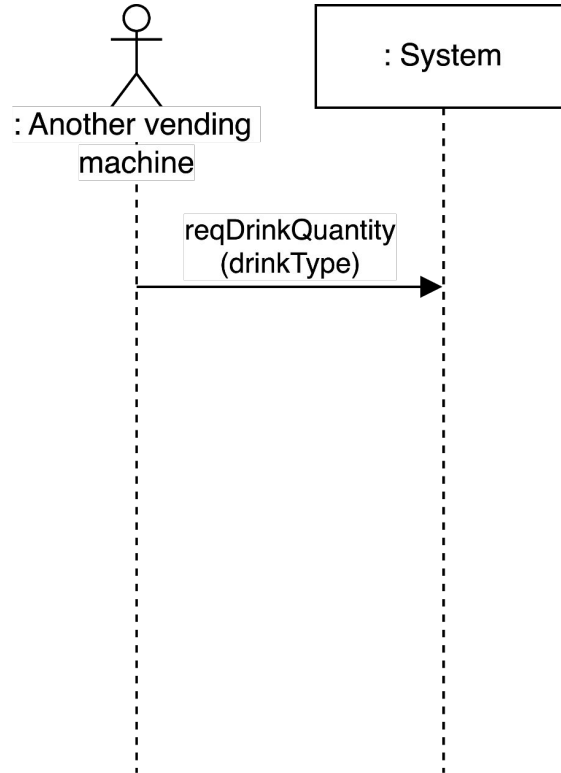 : System
: Another vending
machine
reqDrinkQuantity
(drinkType)